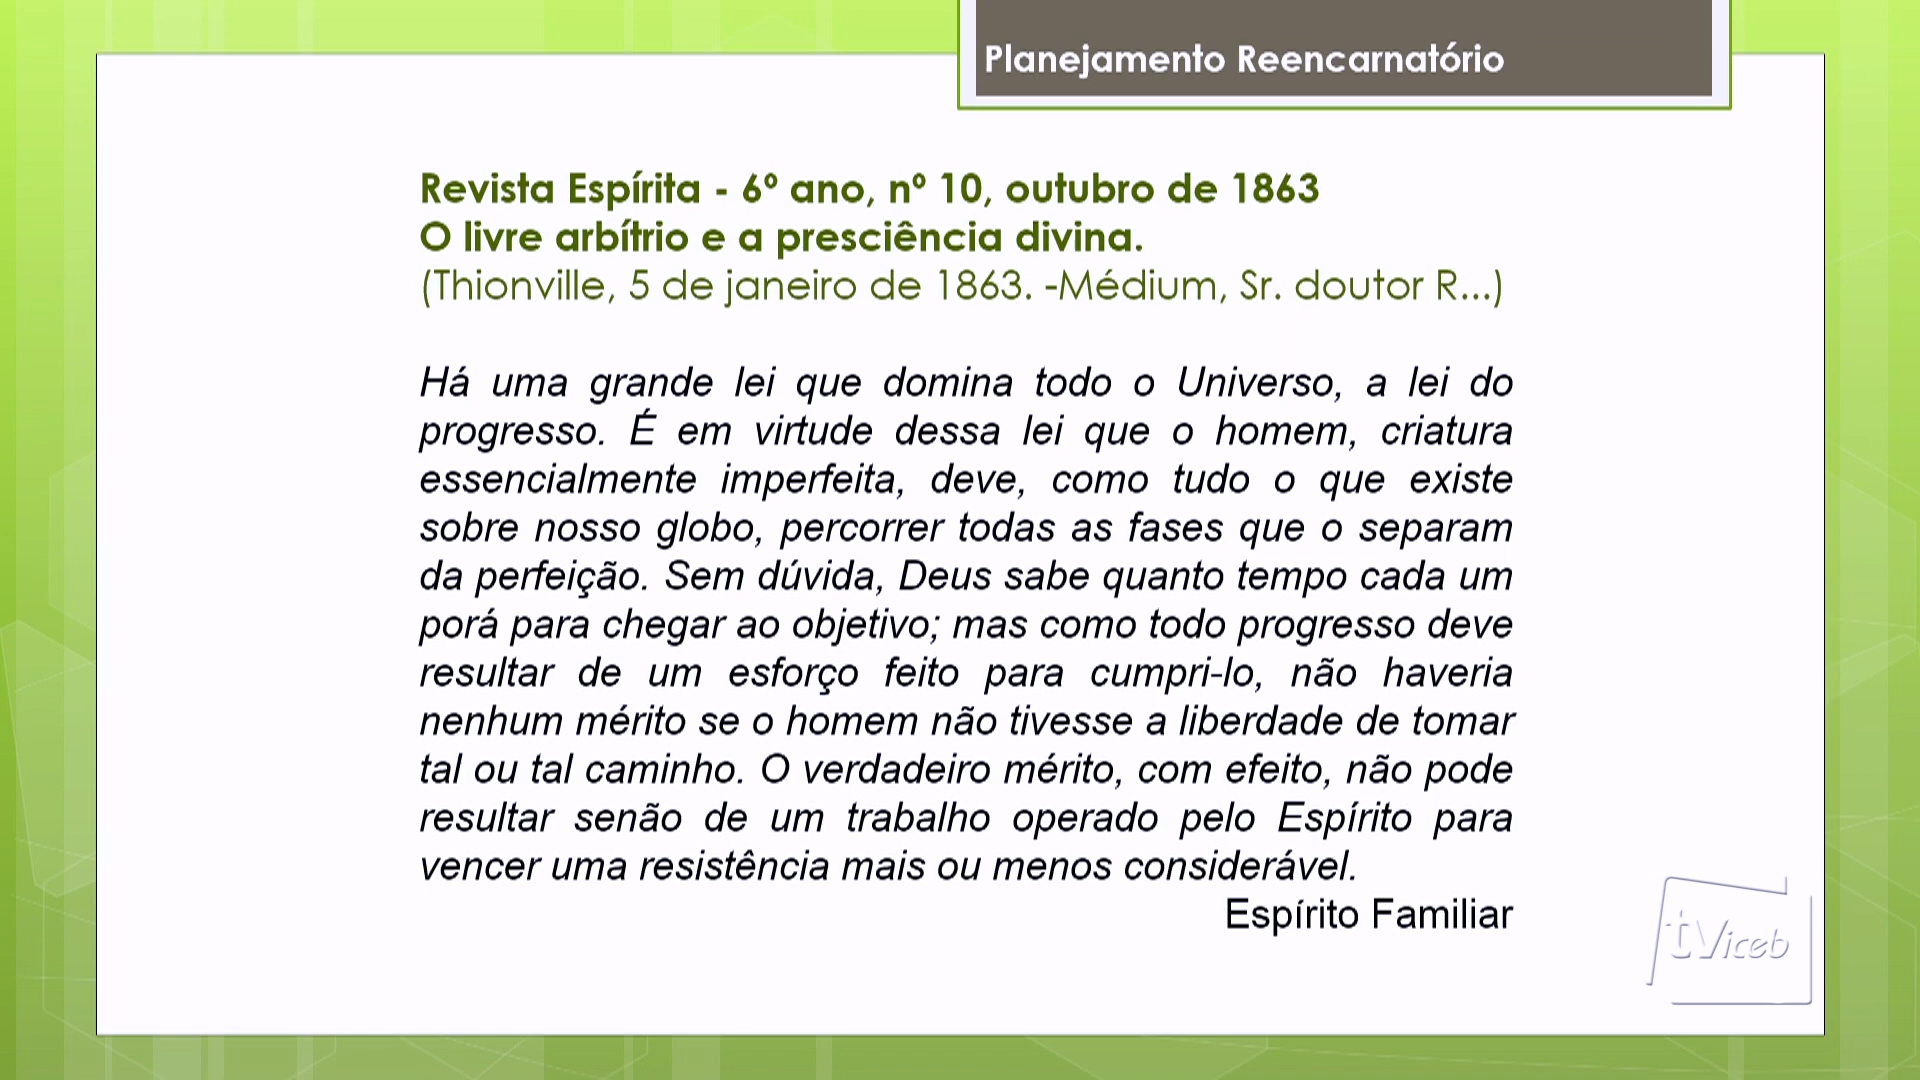 Planejamento Reencarnatório
Revista Espírita - 6º ano, nº 10, outubro de 1863
O livre arbítrio e a presciência divina.
(Thionville, 5 de janeiro de 1863. -Médium, Sr. doutor R...)
Há uma grande lei que domina todo o Universo, a lei do
progresso. É em virtude dessa lei que o homem, criatura
essencialmente imperfeita, deve, como tudo o que existe
sobre nosso globo, percorrer todas as fases que o separam
da perfeição. Sem dúvida, Deus sabe quanto tempo cada um
porá para chegar ao objetivo; mas como todo progresso deve
resultar de um esforço feito para cumpri-lo, não haveria
nenhum mérito se o homem não tivesse a liberdade de tomar
tal ou tal caminho. O verdadeiro mérito, com efeito, não pode
resultar senão de um trabalho operado pelo Espírito para
vencer uma resistência mais ou menos considerável.
Espírito Familiar
tViceb